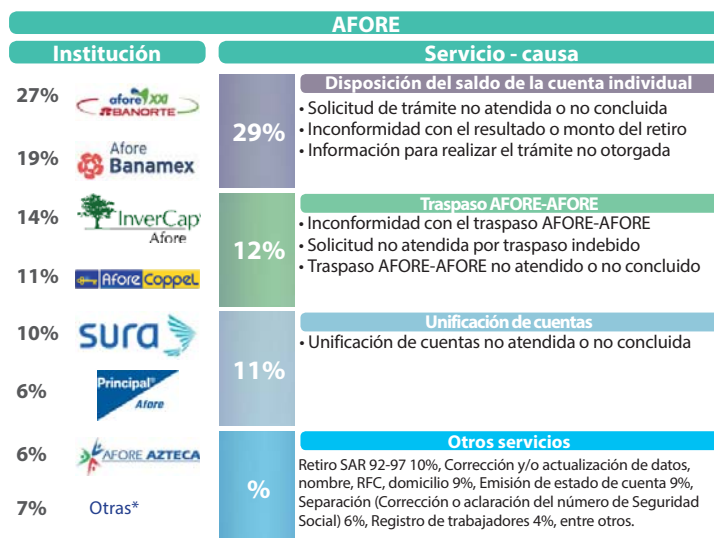 AFORE
Institución
Servicio - causa
27%
afore XXI
BANORTE
19%
Afore
Banamex
14%
InverCap
Afore
11%
Afore Coppel
10%
sura
6%
Principal
Afore
6%
AFORE AZTECA
7%
Otras*
29%
Disposición del saldo de la cuenta individual
• Solicitud de trámite no atendida o no concluida
• Inconformidad con el resultado o monto del retiro
• Información para realizar el trámite no otorgada
12%
Traspaso AFORE-AFORE
• Inconformidad con el traspaso AFORE-AFORE
• Solicitud no atendida por traspaso indebido
• Traspaso AFORE-AFORE no atendido o no concluido
11%
Unificación de cuentas
• Unificación de cuentas no atendida o no concluida
%
Otros servicios
Retiro SAR 92-97 10%, Corrección y/o actualización de datos,
nombre, RFC, domicilio 9%, Emisión de estado de cuenta 9%,
Separación (Corrección o aclaración del número de Seguridad
Social) 6%, Registro de trabajadores 4%, entre otros.